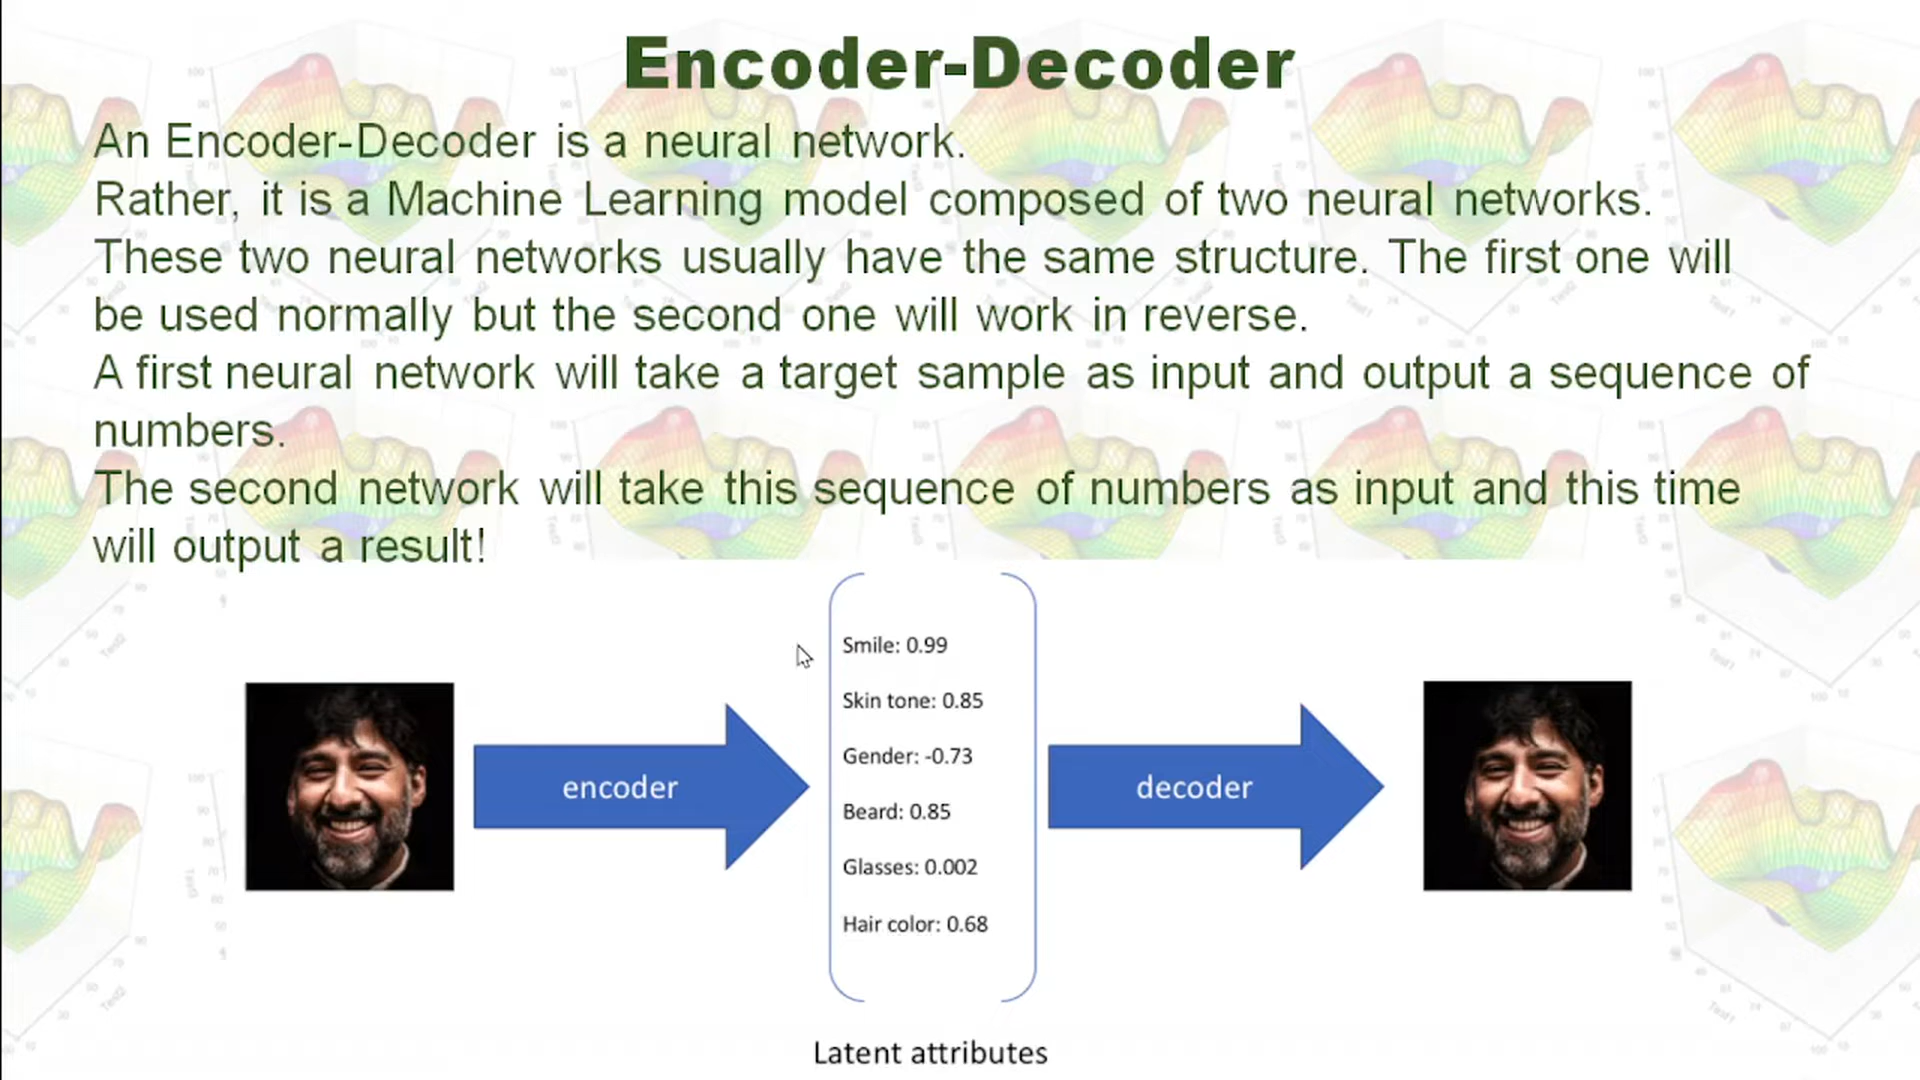 Encoder-Decoder
An Encoder-Decoder is a neural network.
Rather, it is a Machine Learning model composed of two neural networks.
These two neural networks usually have the same structure. The first one will
be used normally but the second one will work in reverse.
A first neural network will take a target sample as input and output a sequence of
numbers.
The second network will take this sequence of numbers as input and this time
will output a result!
Smile: 0.99
Skin tone: 0.85
Gender: -0.73
Beard: 0.85
Glasses: 0.002
Hair color: 0.68
encoder
decoder
Latent attributes